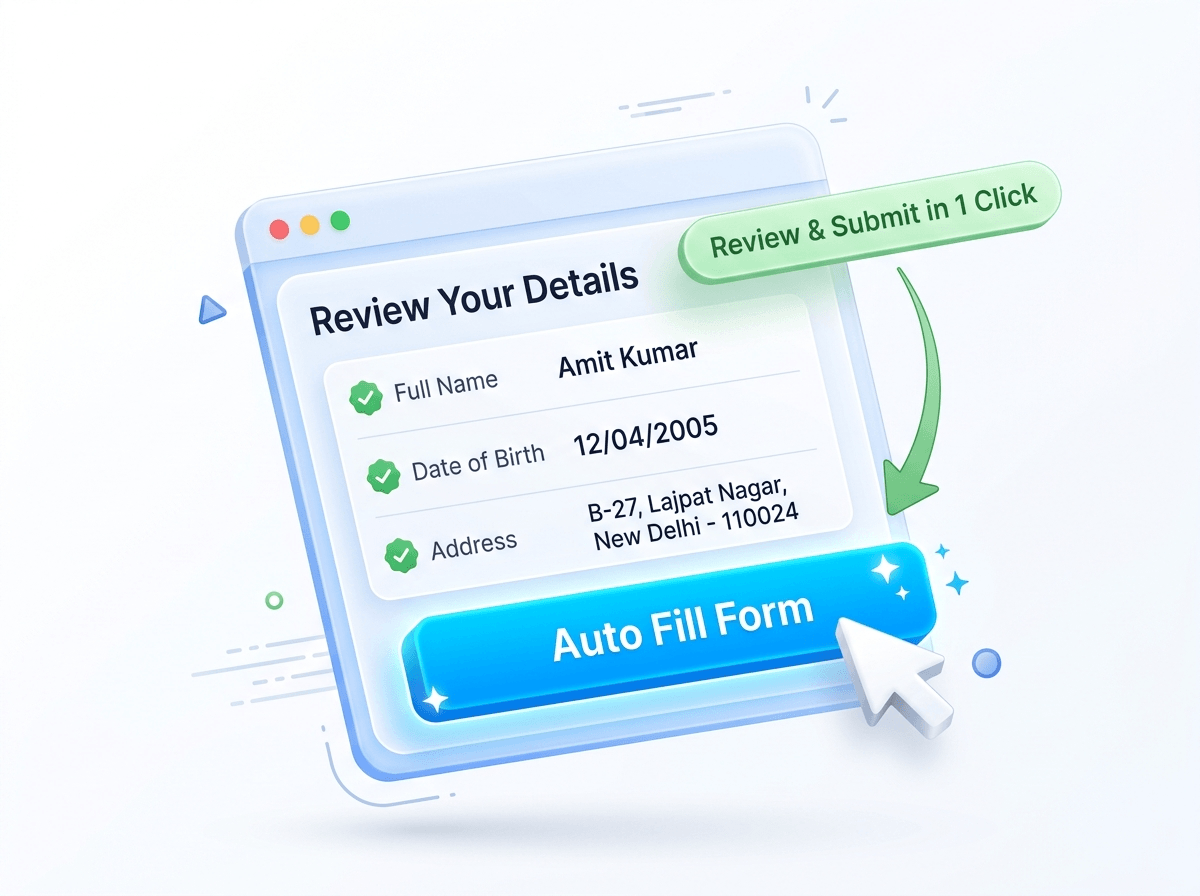 Review & Submit in 1 Click
Review Your Details
Full Name Amit Kumar
Date of Birth 12/04/2005
Address B-27, Lajpat Nagar,
New Delhi - 110024
Auto Fill Form